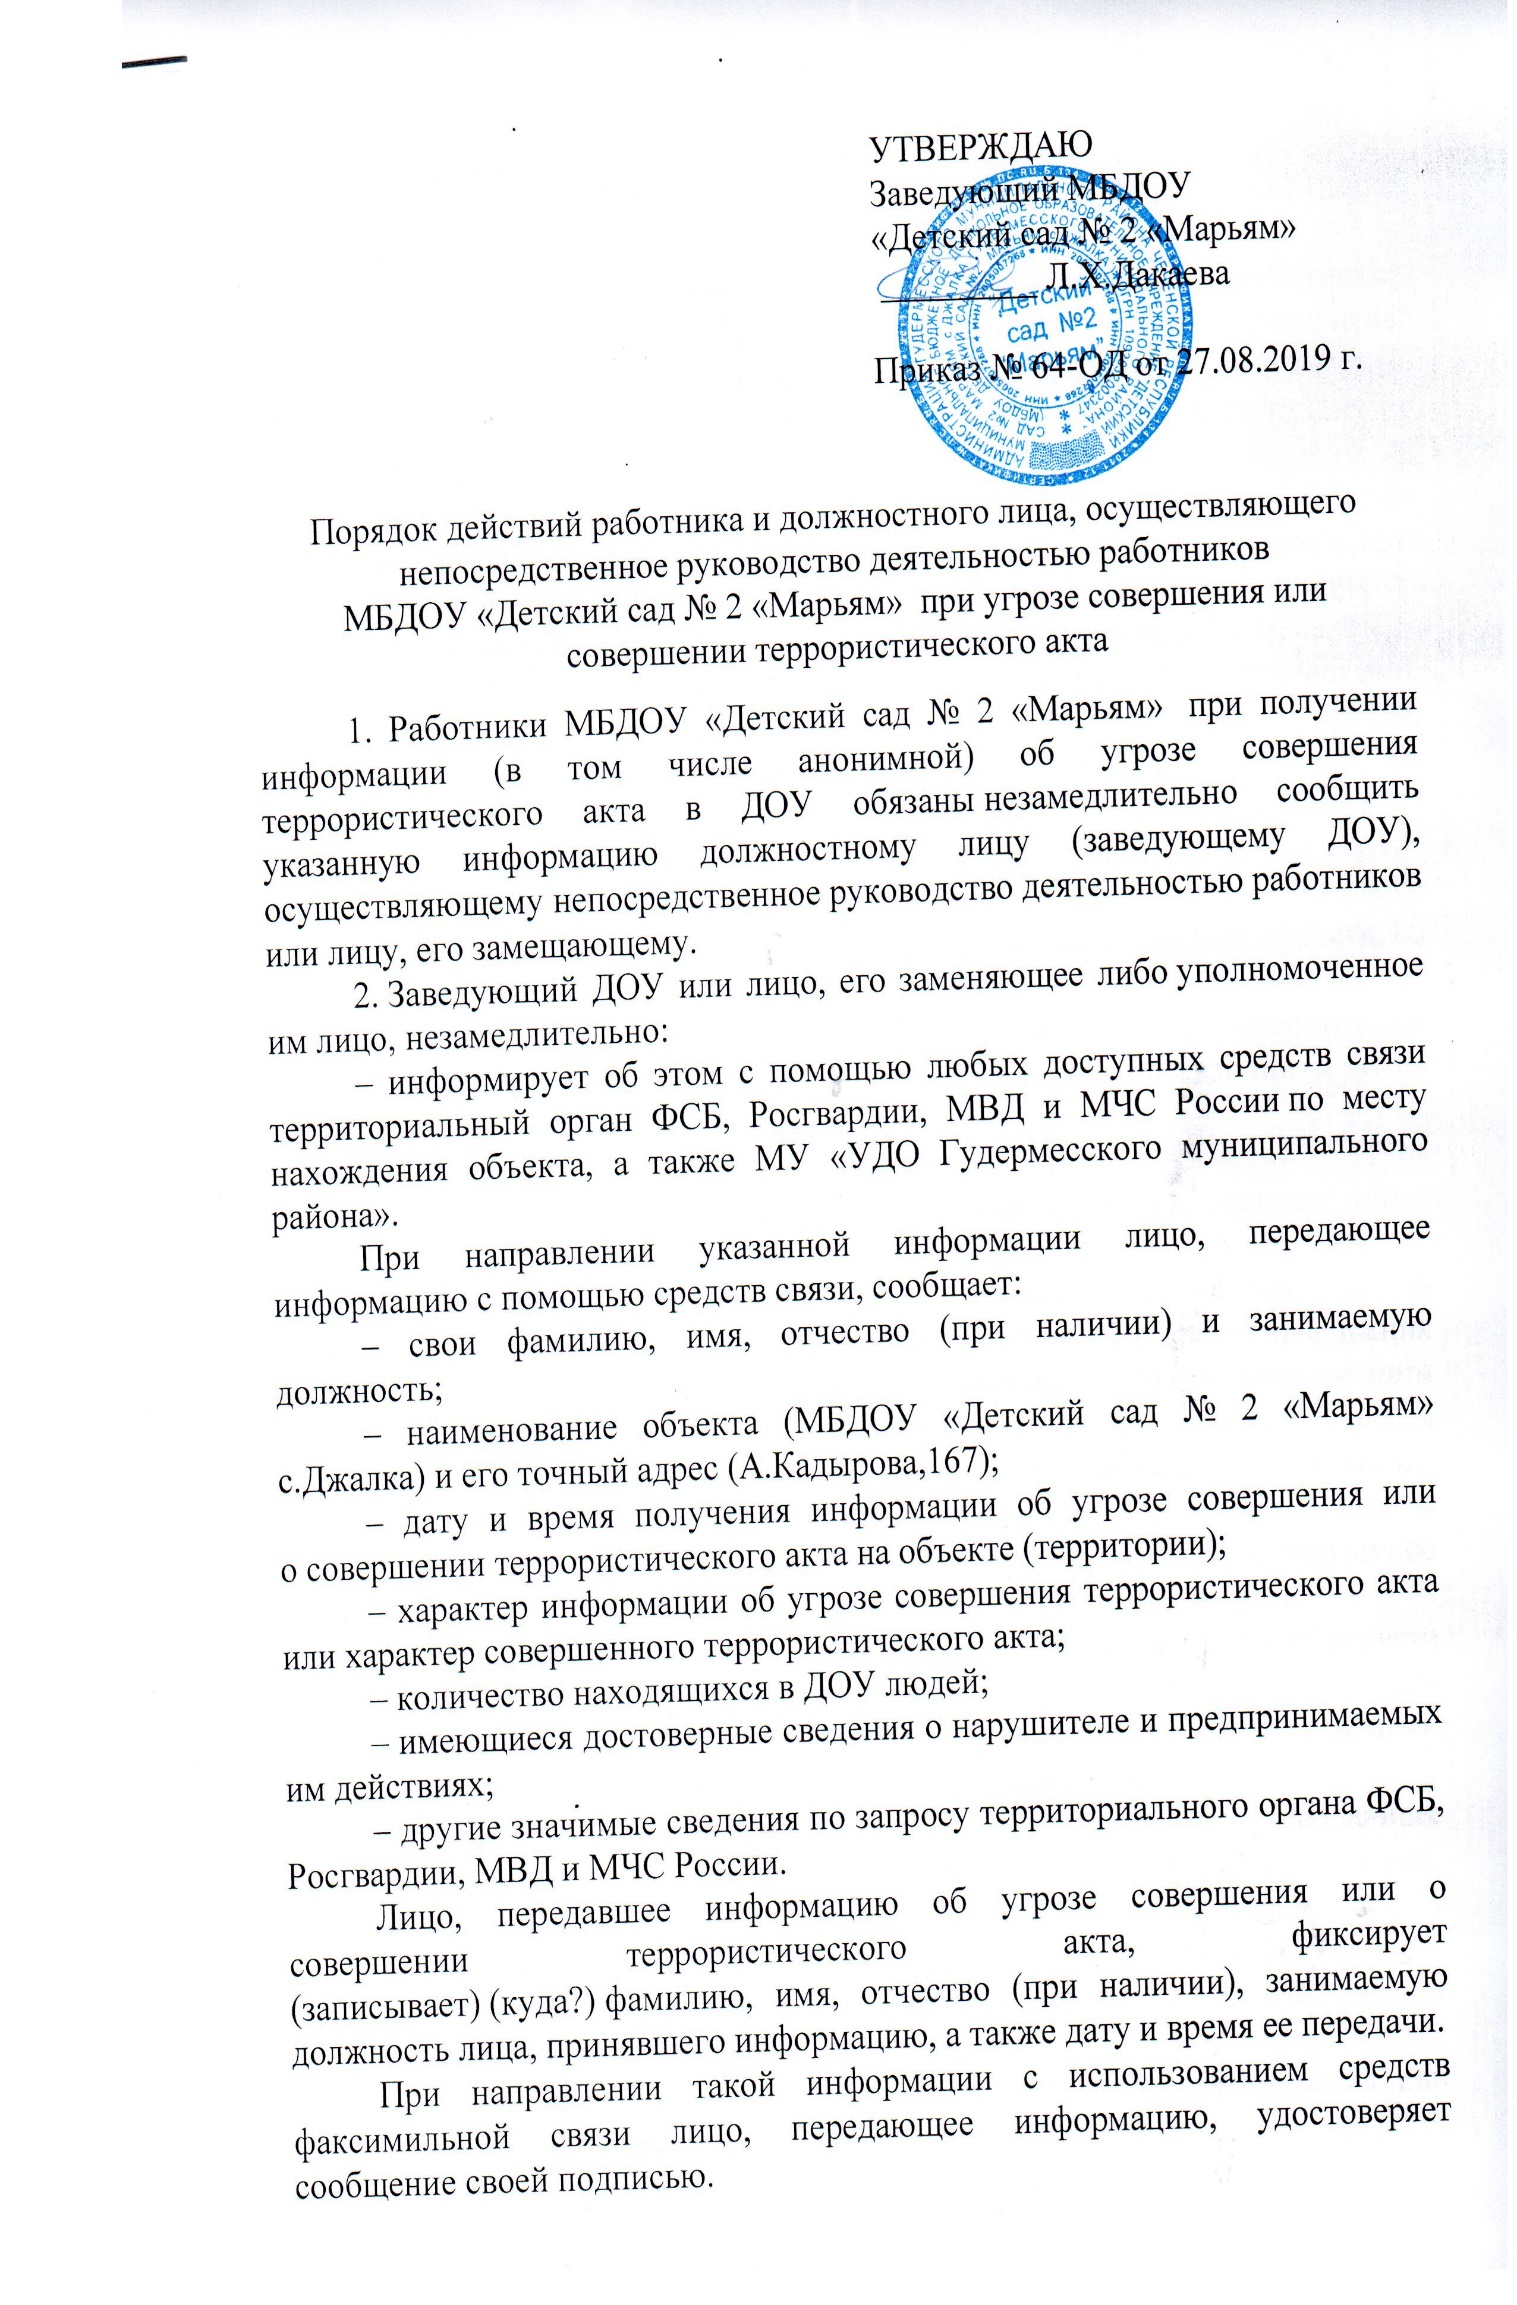 УТВЕРЖДАЮ
Заведующий МБДОУ
«Детский сад № 2 «Марьям»
Л.Х.Дакаева
"Детский
сад №2
"Марьям"
Приказ № 64-ОД от 27.08.2019 г.
Порядок действий работника и должностного лица, осуществляющего
непосредственное руководство деятельностью работников
МБДОУ «Детский сад № 2 «Марьям» при угрозе совершения или
совершении террористического акта
1. Работники МБДОУ «Детский сад № 2 «Марьям» при получении
информации (в том числе анонимной) об угрозе совершения
террористического акта в ДОУ обязаны незамедлительно сообщить
указанную информацию должностному лицу (заведующему ДОУ),
осуществляющему непосредственное руководство деятельностью работников
или лицу, его замещающему.
2. Заведующий ДОУ или лицо, его заменяющее либо уполномоченное
им лицо, незамедлительно:
– информирует об этом с помощью любых доступных средств связи
территориальный орган ФСБ, Росгвардии, МВД и МЧС России по месту
нахождения объекта, а также МУ «УДО Гудермесского муниципального
района».
При направлении указанной информации лицо, передающее
информацию с помощью средств связи, сообщает:
– свои фамилию, имя, отчество (при наличии) и занимаемую
должность;
– наименование объекта (МБДОУ «Детский сад № 2 «Марьям»
с.Джалка) и его точный адрес (А.Кадырова,167);
– дату и время получения информации об угрозе совершения или
о совершении террористического акта на объекте (территории);
– характер информации об угрозе совершения террористического акта
или характер совершенного террористического акта;
– количество находящихся в ДОУ людей;
– имеющиеся достоверные сведения о нарушителе и предпринимаемых
им действиях;
– другие значимые сведения по запросу территориального органа ФСБ,
Росгвардии, МВД и МЧС России.
Лицо, передавшее информацию об угрозе совершения или о
совершении террористического акта, фиксирует
(записывает) (куда?) фамилию, имя, отчество (при наличии), занимаемую
должность лица, принявшего информацию, а также дату и время ее передачи.
При направлении такой информации с использованием средств
факсимильной связи лицо, передающее информацию, удостоверяет
сообщение своей подписью.